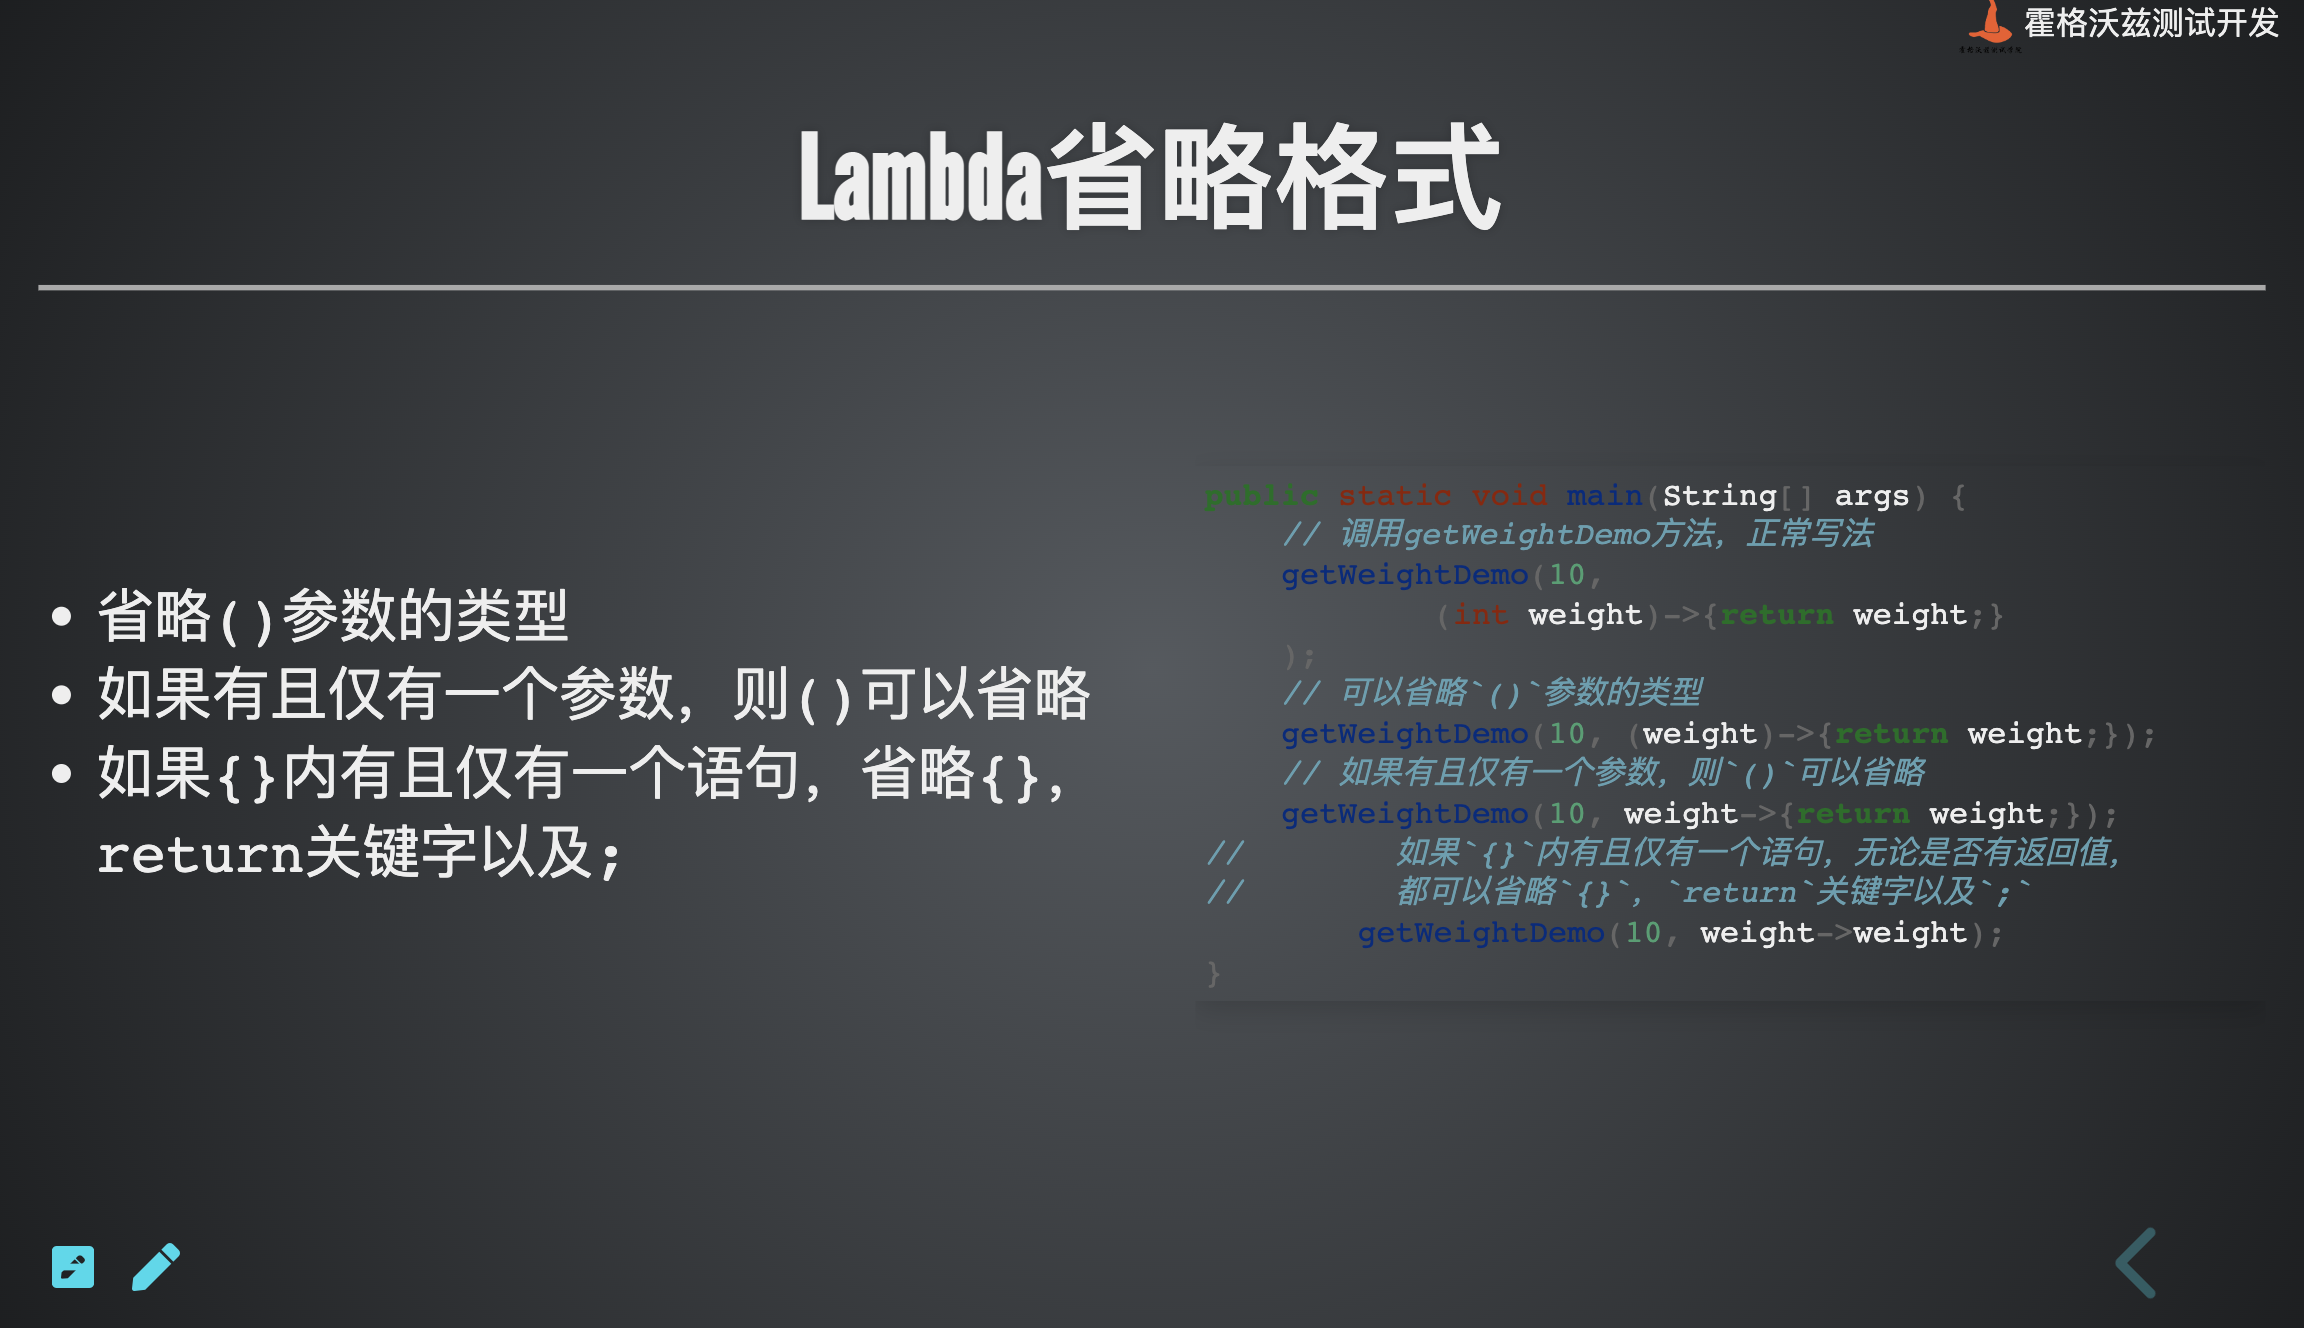 霍格沃兹测试开发
Lambda省略格式
• 省略()参数的类型
• 如果有且仅有一个参数，则()可以省略
• 如果{}内有且仅有一个语句，省略{}，
return关键字以及;
public static void main(String[] args) {
    // 调用getWeightDemo方法，正常写法
    getWeightDemo(10,
            (int weight)->{return weight;}
    );
    // 可以省略`()`参数的类型
    getWeightDemo(10, (weight)->{return weight;});
    // 如果有且仅有一个参数，则`()`可以省略
    getWeightDemo(10, weight->{return weight;});
//        如果`{}`内有且仅有一个语句，无论是否有返回值，
//        都可以省略`{}`，`return`关键字以及`;`
        getWeightDemo(10, weight->weight);
}